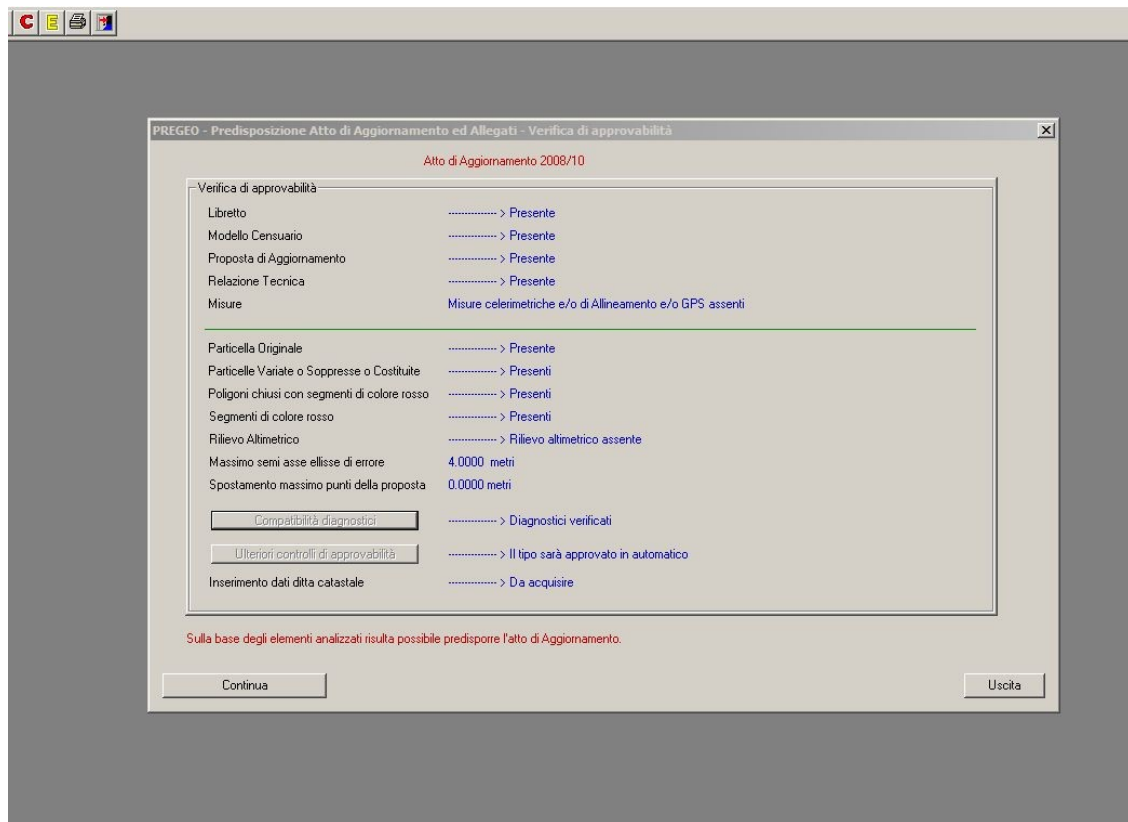 C E
PREGEO - Predisposizione Atto di Aggiornamento ed Allegati - Verifica di approvabilità
Atto di Aggiornamento 2008/10
Verifica di approvabilità
Libretto --------------- > Presente
Modello Censuario --------------- > Presente
Proposta di Aggiornamento --------------- > Presente
Relazione Tecnica --------------- > Presente
Misure Misure celerimetriche e/o di Allineamento e/o GPS assenti
Particella Originale --------------- > Presente
Particelle Variate o Soppresse o Costituite --------------- > Presenti
Poligoni chiusi con segmenti di colore rosso --------------- > Presenti
Segmenti di colore rosso --------------- > Presenti
Rilievo Altimetrico --------------- > Rilievo altimetrico assente
Massimo semi asse ellisse di errore 4.0000 metri
Spostamento massimo punti della proposta 0.0000 metri
Compatibilità diagnostici --------------- > Diagnostici verificati
Ulteriori controlli di approvabilità --------------- > Il tipo sarà approvato in automatico
Inserimento dati ditta catastale --------------- > Da acquisire
Sulla base degli elementi analizzati risulta possibile predisporre l'atto di Aggiornamento.
Continua Uscita